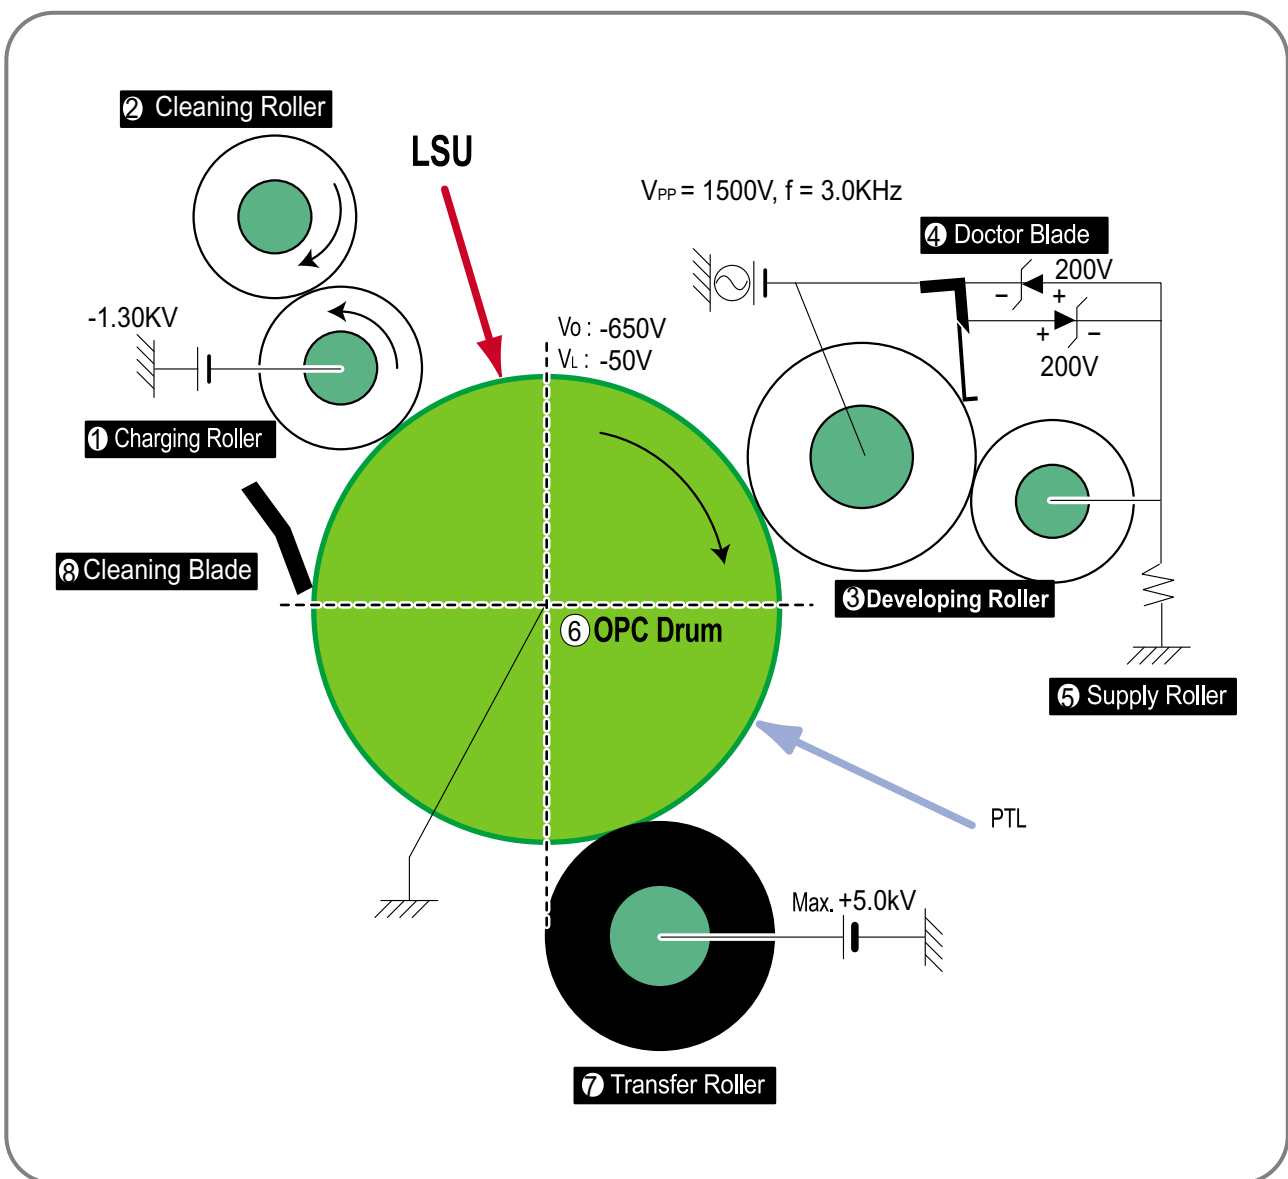 ② Cleaning Roller
LSU
VPP = 1500V, f = 3.0KHz
④ Doctor Blade
200V
− +
+ −
200V
-1.30KV
Vo : -650V
VL : -50V
① Charging Roller
⑧ Cleaning Blade
③ Developing Roller
⑥ OPC Drum
⑤ Supply Roller
PTL
Max. +5.0kV
⑦ Transfer Roller